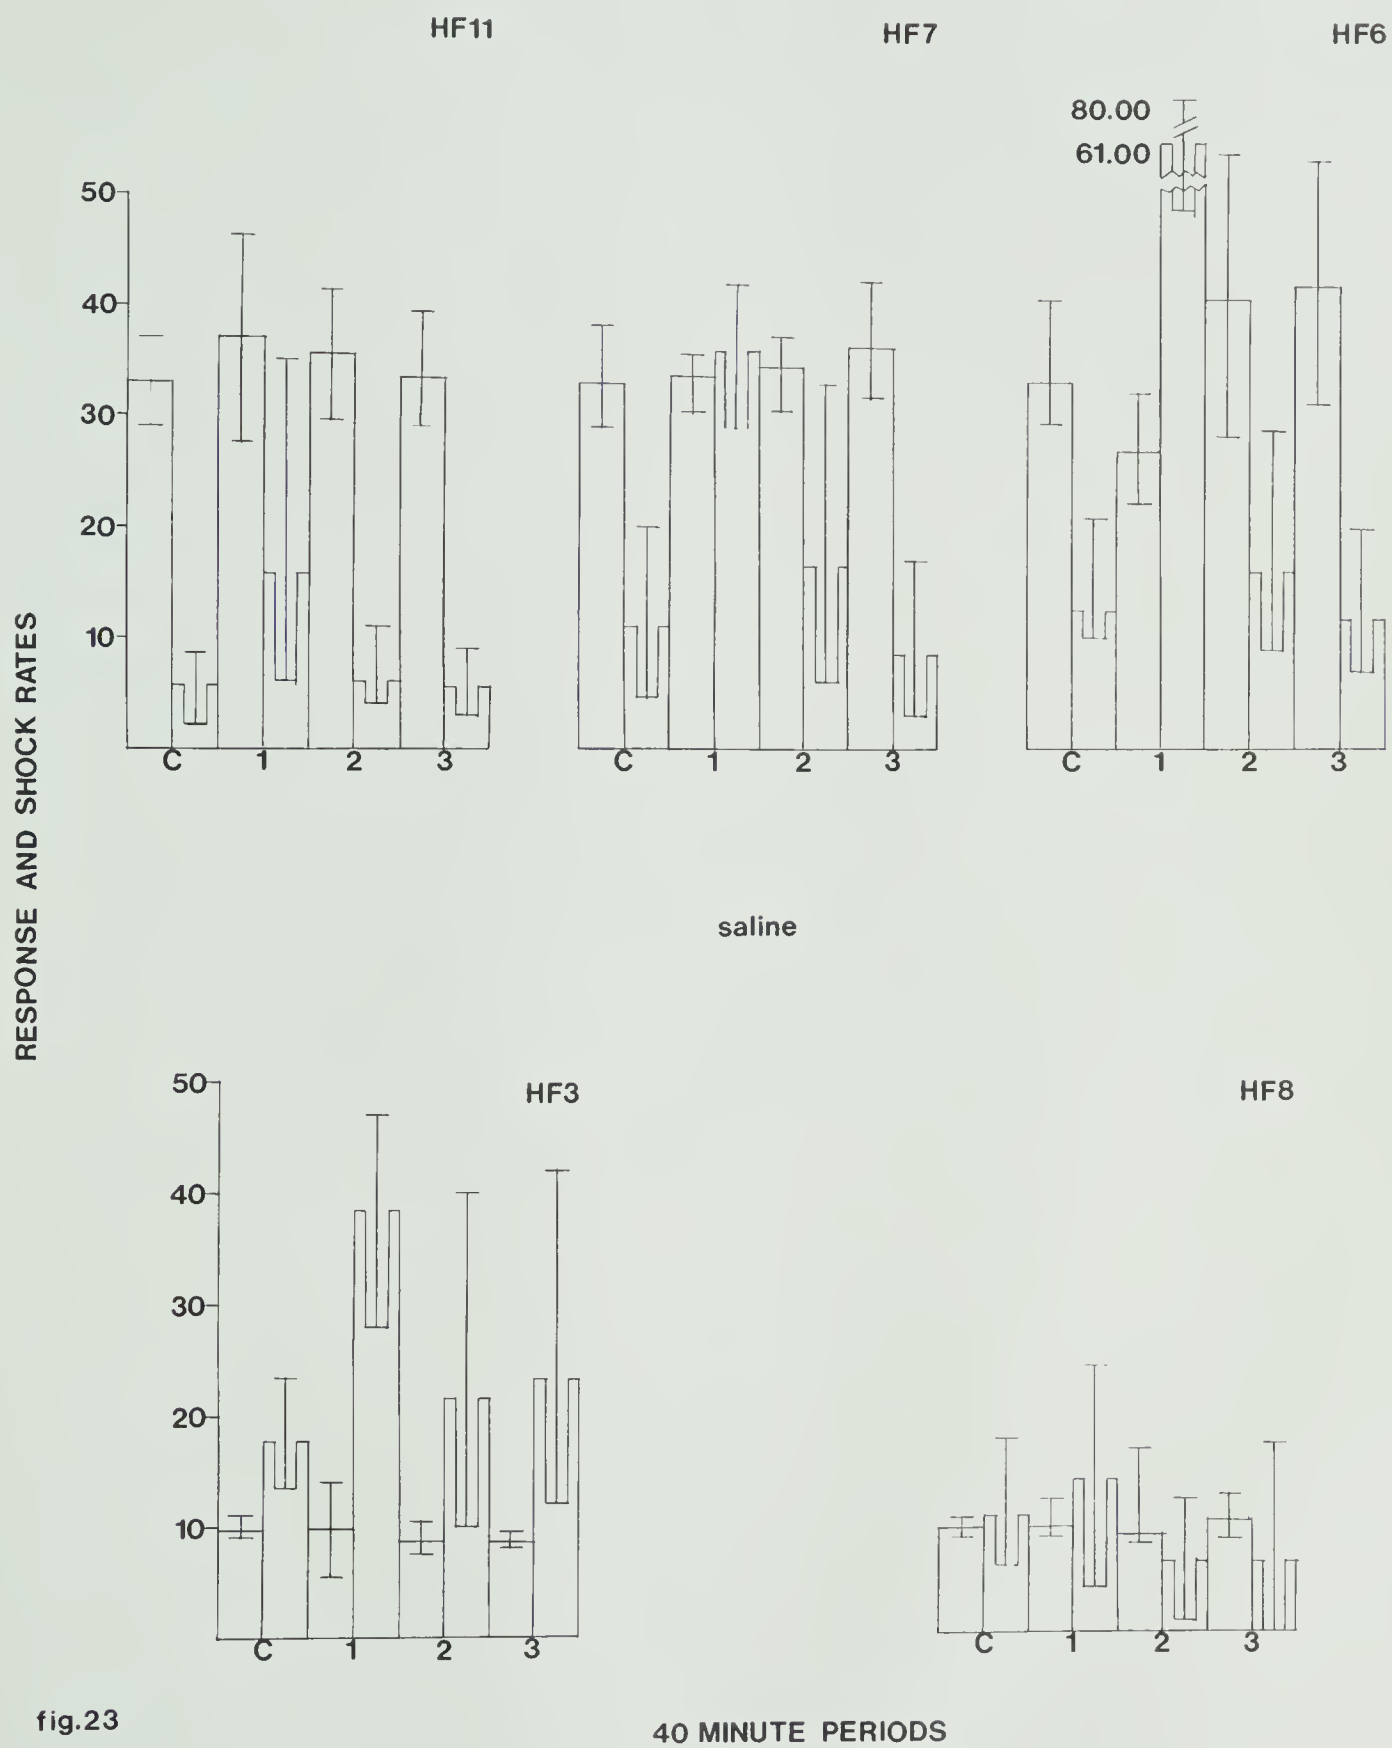 HF11
HF7
HF6
80.00
61.00
50
40
30
20
10
C 1 2 3
C 1 2 3
C 1 2 3
RESPONSE AND SHOCK RATES
saline
HF3
HF8
50
40
30
20
10
C 1 2 3
C 1 2 3
fig.23
40 MINUTE PERIODS